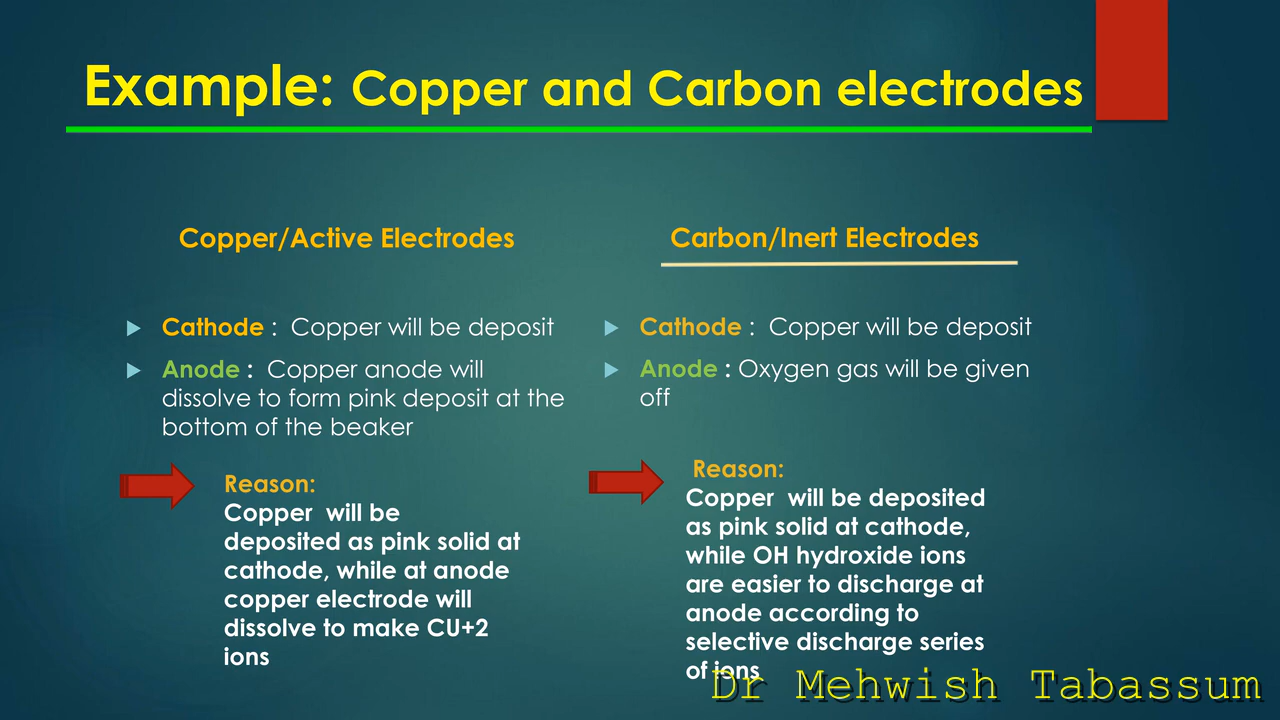 Example: Copper and Carbon electrodes
Copper/Active Electrodes
Cathode : Copper will be deposit
Anode : Copper anode will
dissolve to form pink deposit at the
bottom of the beaker
Reason:
Copper will be
deposited as pink solid at
cathode, while at anode
copper electrode will
dissolve to make CU+2
ions
Carbon/Inert Electrodes
Cathode : Copper will be deposit
Anode : Oxygen gas will be given
off
Reason:
Copper will be deposited
as pink solid at cathode,
while OH hydroxide ions
are easier to discharge at
anode according to
selective discharge series
of ions
Dr Mehwish Tabassum